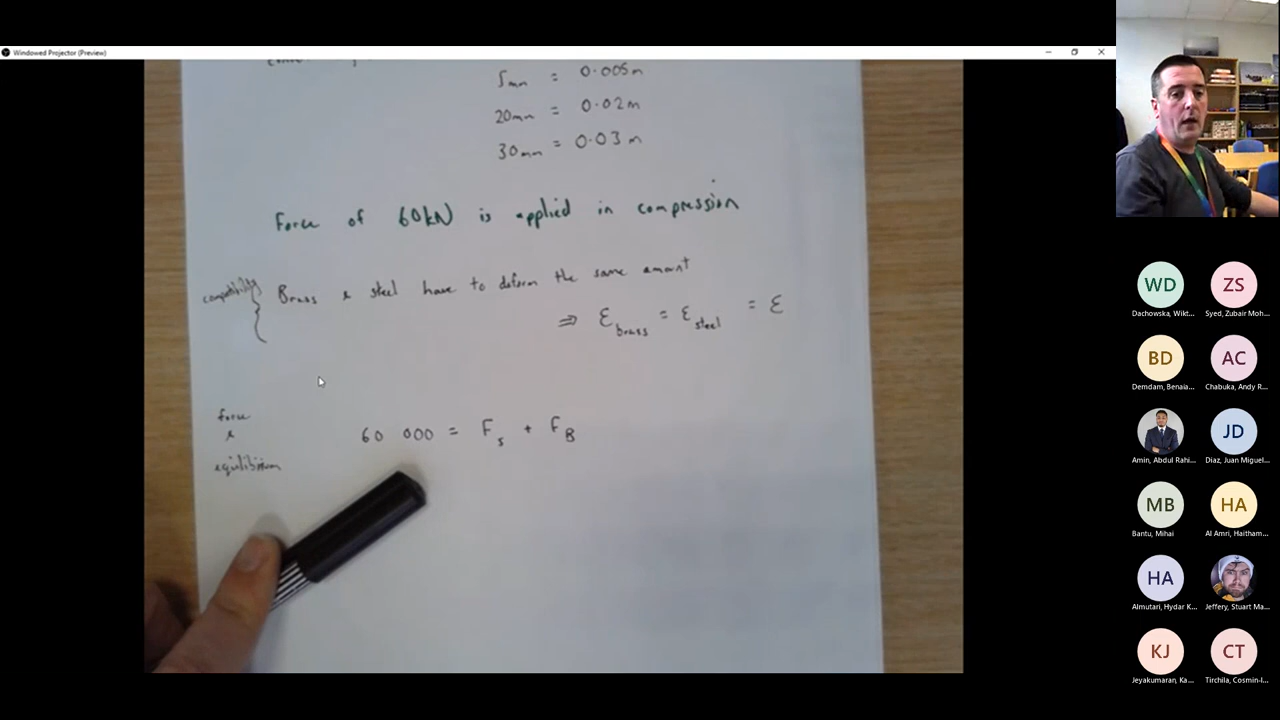 Windowed Projector (Preview)
5mm = 0.005m
20mm = 0.02m
30mm = 0.03m
Force of 60kN is applied in compression
compatibility { Brass & steel have to deform the same amount
⇒ ε brass = ε steel = ε
force
&
equilibrium
60 000 = F_s + F_B
WD
Dachowska, Wikt...
ZS
Syed, Zubair Moh...
BD
Demdam, Benaia...
AC
Chabuka, Andy R...
Amin, Abdul Rahi...
JD
Diaz, Juan Miguel...
MB
Bantu, Mihai
HA
Al Amri, Haitham...
HA
Almutari, Hydar K...
Jeffery, Stuart Ma...
KJ
Jeyakumaran, Ka...
CT
Tirchila, Cosmin-I...